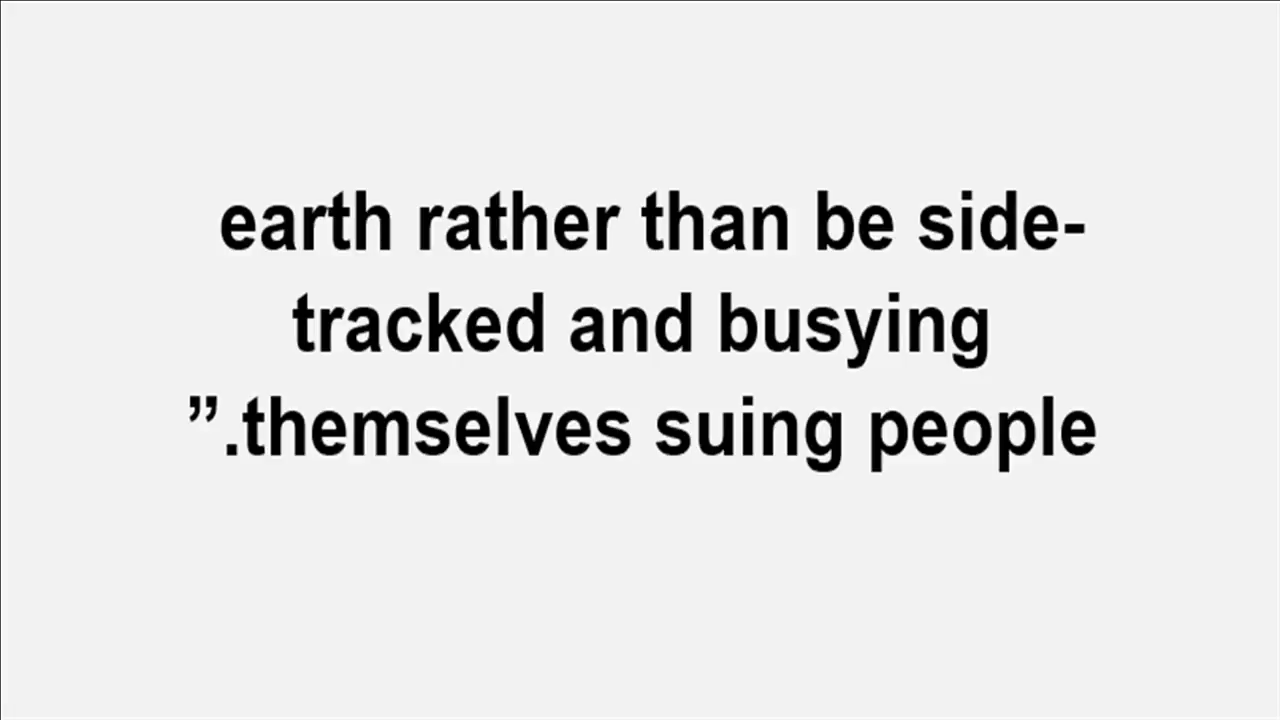 earth rather than be side-
tracked and busying
”.themselves suing people